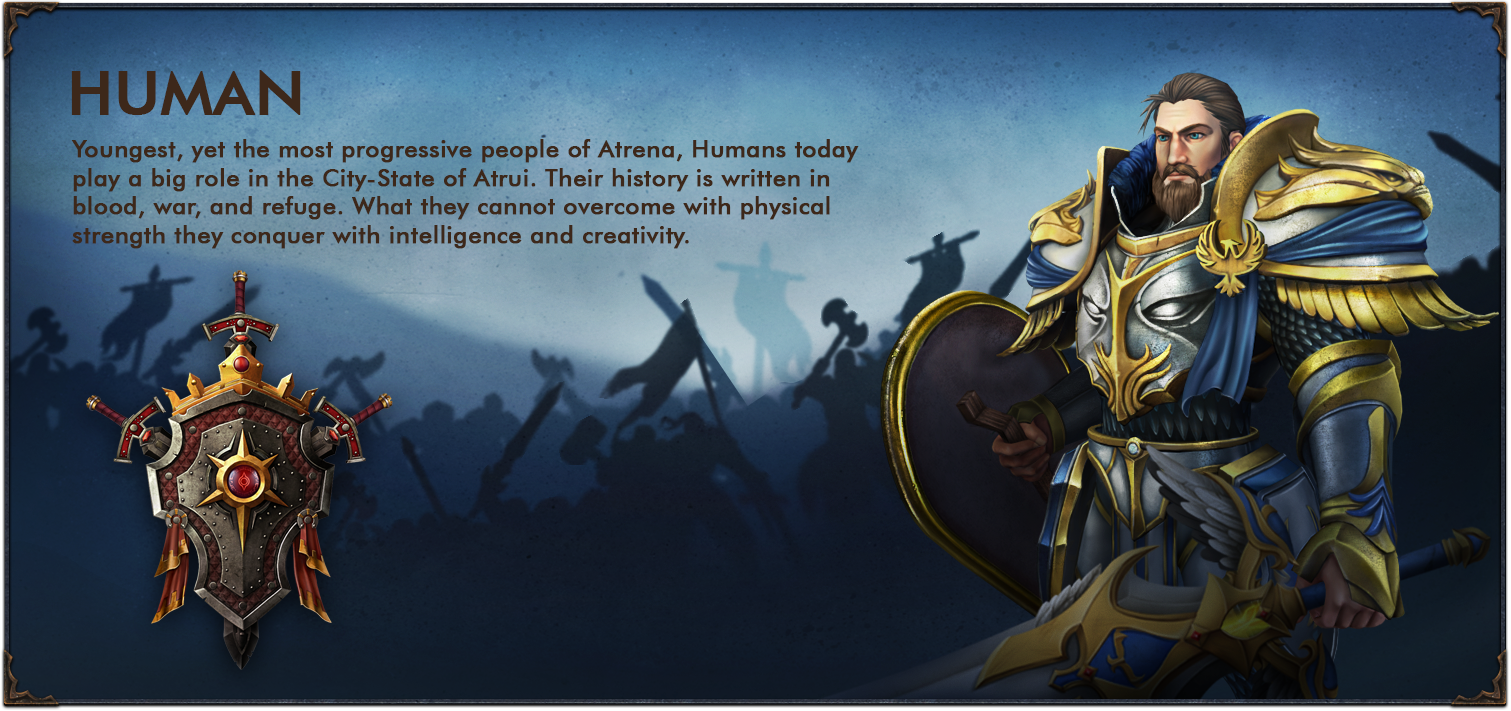 HUMAN
Youngest, yet the most progressive people of Atrena, Humans today
play a big role in the City-State of Atrui. Their history is written in
blood, war, and refuge. What they cannot overcome with physical
strength they conquer with intelligence and creativity.